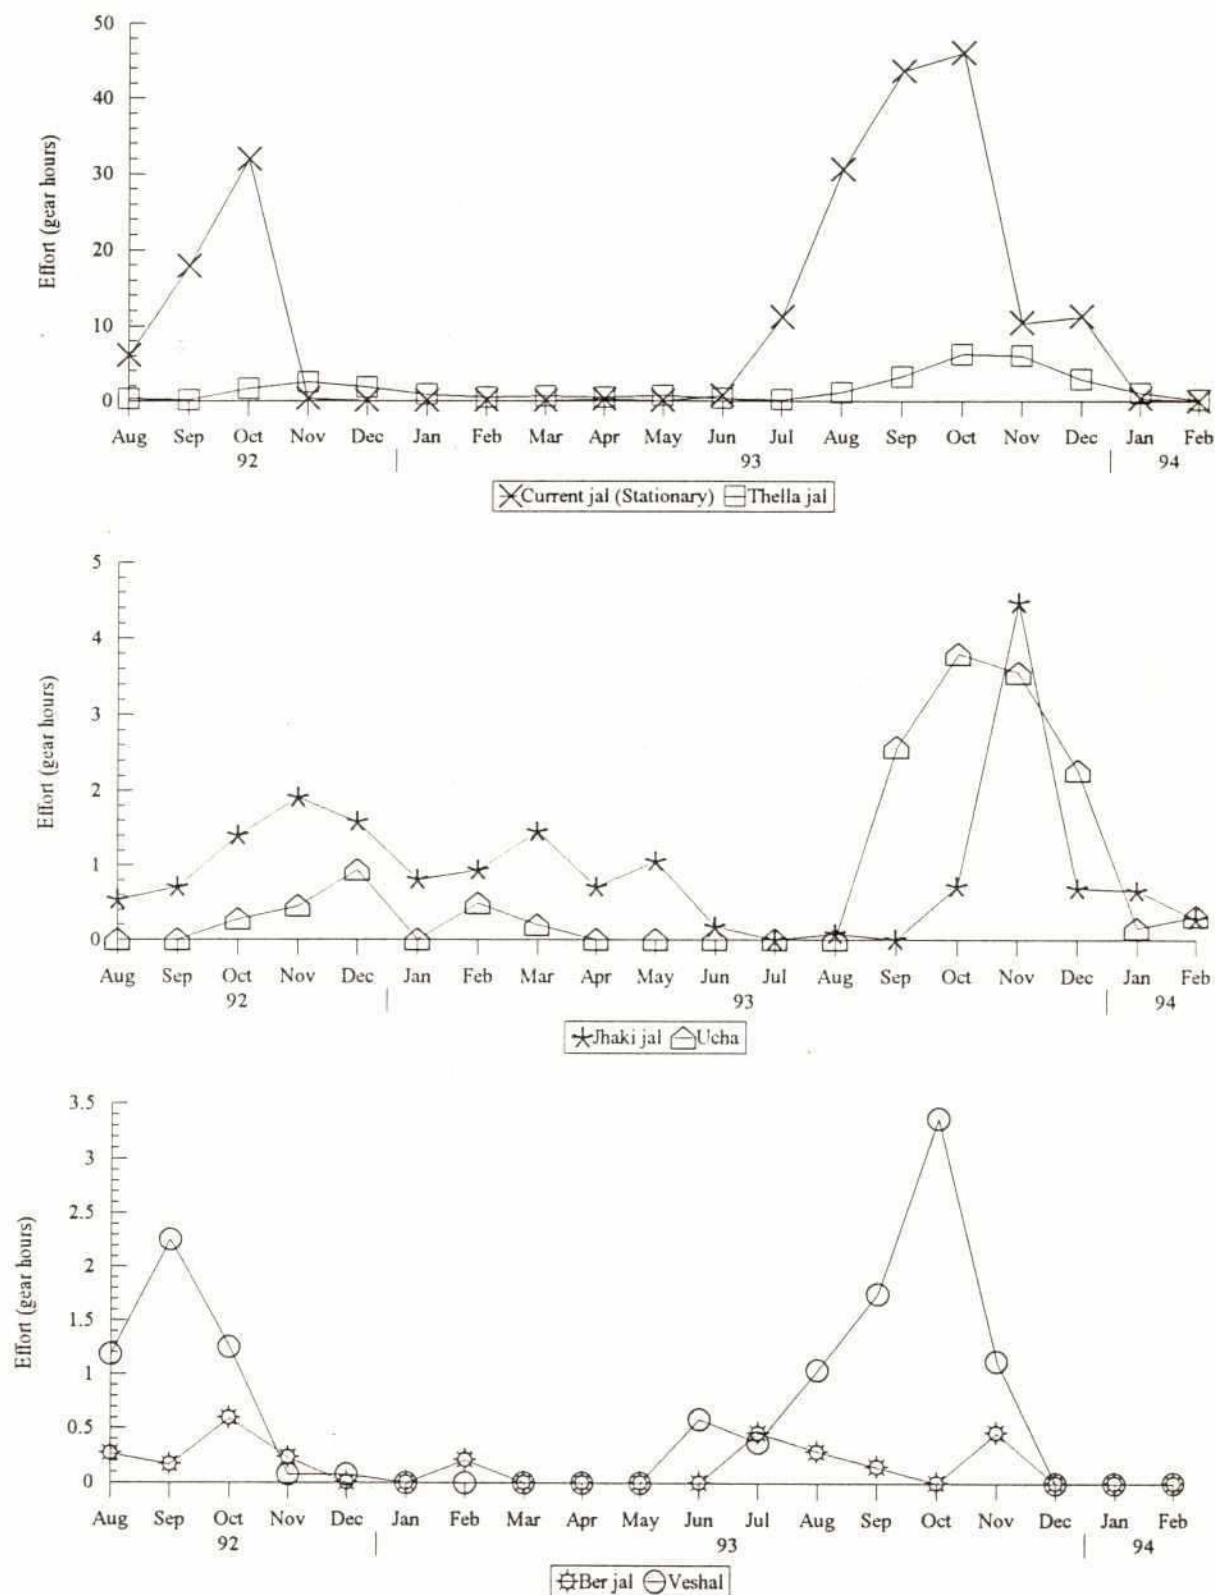 50
40
30
20
10
0
Effort (gear hours)
Aug Sep Oct Nov Dec Jan Feb Mar Apr May Jun Jul Aug Sep Oct Nov Dec Jan Feb
92 | 93 | 94
Current jal (Stationary) Thella jal
5
4
3
2
1
0
Effort (gear hours)
Aug Sep Oct Nov Dec Jan Feb Mar Apr May Jun Jul Aug Sep Oct Nov Dec Jan Feb
92 | 93 | 94
Jhaki jal Ucha
3.5
3
2.5
2
1.5
1
0.5
0
Effort (gear hours)
Aug Sep Oct Nov Dec Jan Feb Mar Apr May Jun Jul Aug Sep Oct Nov Dec Jan Feb
92 | 93 | 94
Ber jal Veshal